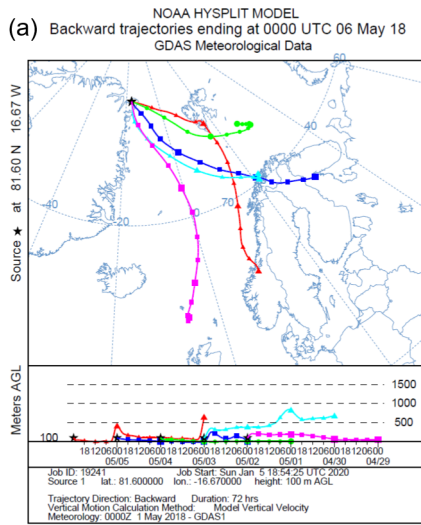 (a)
NOAA HYSPLIT MODEL
Backward trajectories ending at 0000 UTC 06 May 18
GDAS Meteorological Data
Source ★ at 81.60 N 16.67 W
60
40
20
-20
-40
70
Meters AGL
1500
1000
500
100
18120600181206001812060018120600181206001812060018120600
05/05 05/04 05/03 05/02 05/01 04/30 04/29
Job ID: 19241 Job Start: Sun Jan 5 18:54:25 UTC 2020
Source 1 lat.: 81.600000 lon.: -16.670000 height: 100 m AGL
Trajectory Direction: Backward Duration: 72 hrs
Vertical Motion Calculation Method: Model Vertical Velocity
Meteorology: 0000Z 1 May 2018 - GDAS1